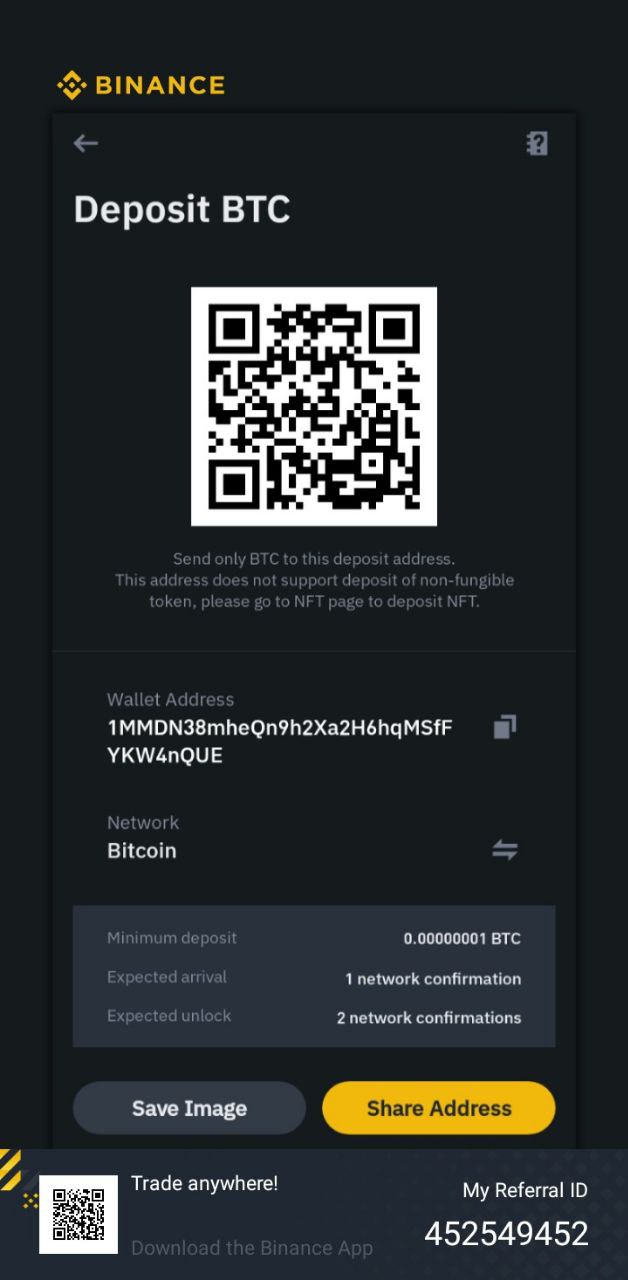 BINANCE
Deposit BTC
Send only BTC to this deposit address.
This address does not support deposit of non-fungible
token, please go to NFT page to deposit NFT.
Wallet Address
1MMDN38mheQn9h2Xa2H6hqMSfF
YKW4nQUE
Network
Bitcoin
Minimum deposit 0.00000001 BTC
Expected arrival 1 network confirmation
Expected unlock 2 network confirmations
Save Image Share Address
Trade anywhere!
Download the Binance App
My Referral ID
452549452